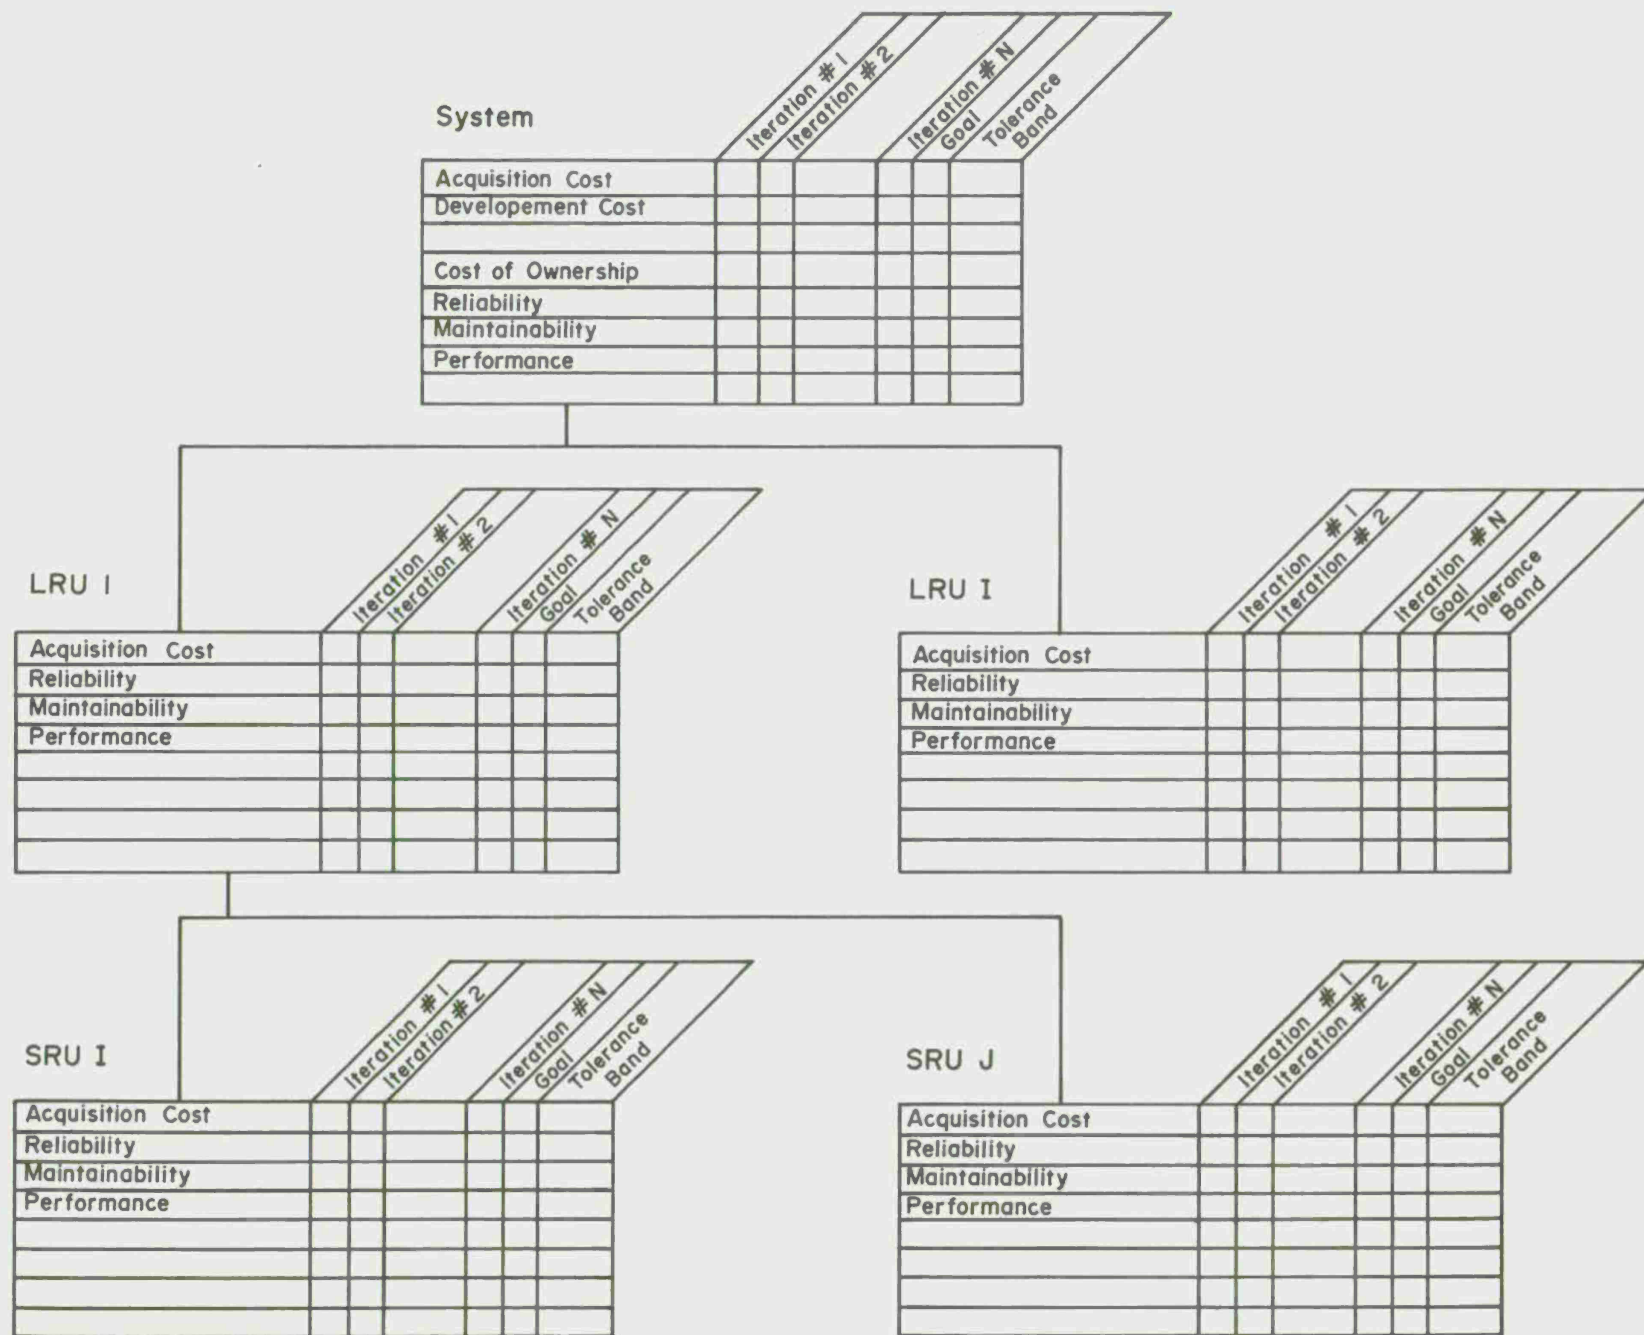 System
Iteration # 1
Iteration # 2
Iteration # N
Goal
Tolerance
Band
Acquisition Cost
Developement Cost
Cost of Ownership
Reliability
Maintainability
Performance
LRU 1
Iteration #1
Iteration # 2
Iteration # N
Goal
Tolerance
Band
Acquisition Cost
Reliability
Maintainability
Performance
LRU I
Iteration # 1
Iteration # 2
Iteration # N
Goal
Tolerance
Band
Acquisition Cost
Reliability
Maintainability
Performance
SRU I
Iteration #1
Iteration #2
Iteration # N
Goal
Tolerance
Band
Acquisition Cost
Reliability
Maintainability
Performance
SRU J
Iteration # 1
Iteration # 2
Iteration # N
Goal
Tolerance
Band
Acquisition Cost
Reliability
Maintainability
Performance